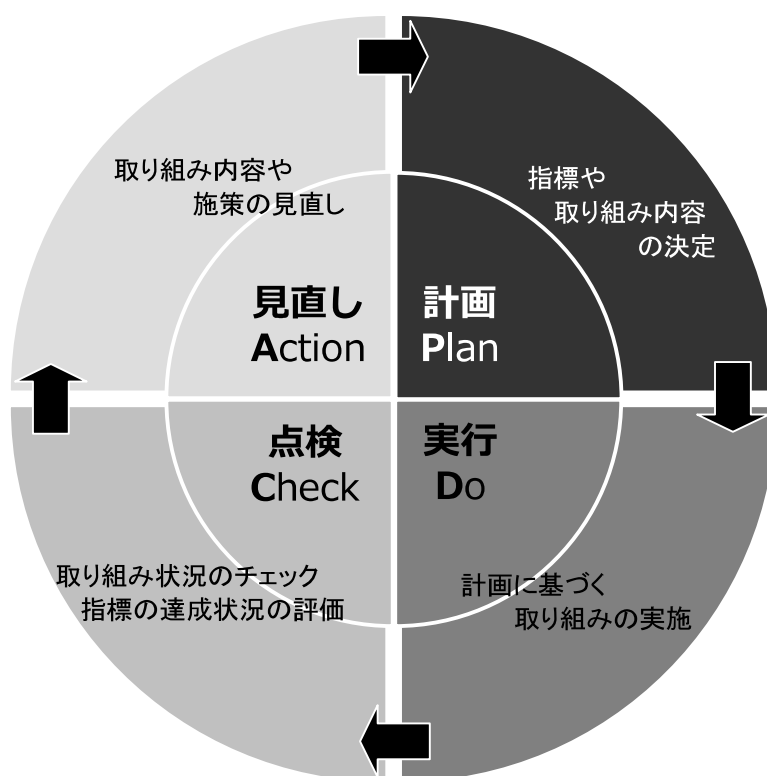 取り組み内容や
施策の見直し
見直し
Action
指標や
取り組み内容
の決定
計画
Plan
点検
Check
取り組み状況のチェック
指標の達成状況の評価
実行
Do
計画に基づく
取り組みの実施